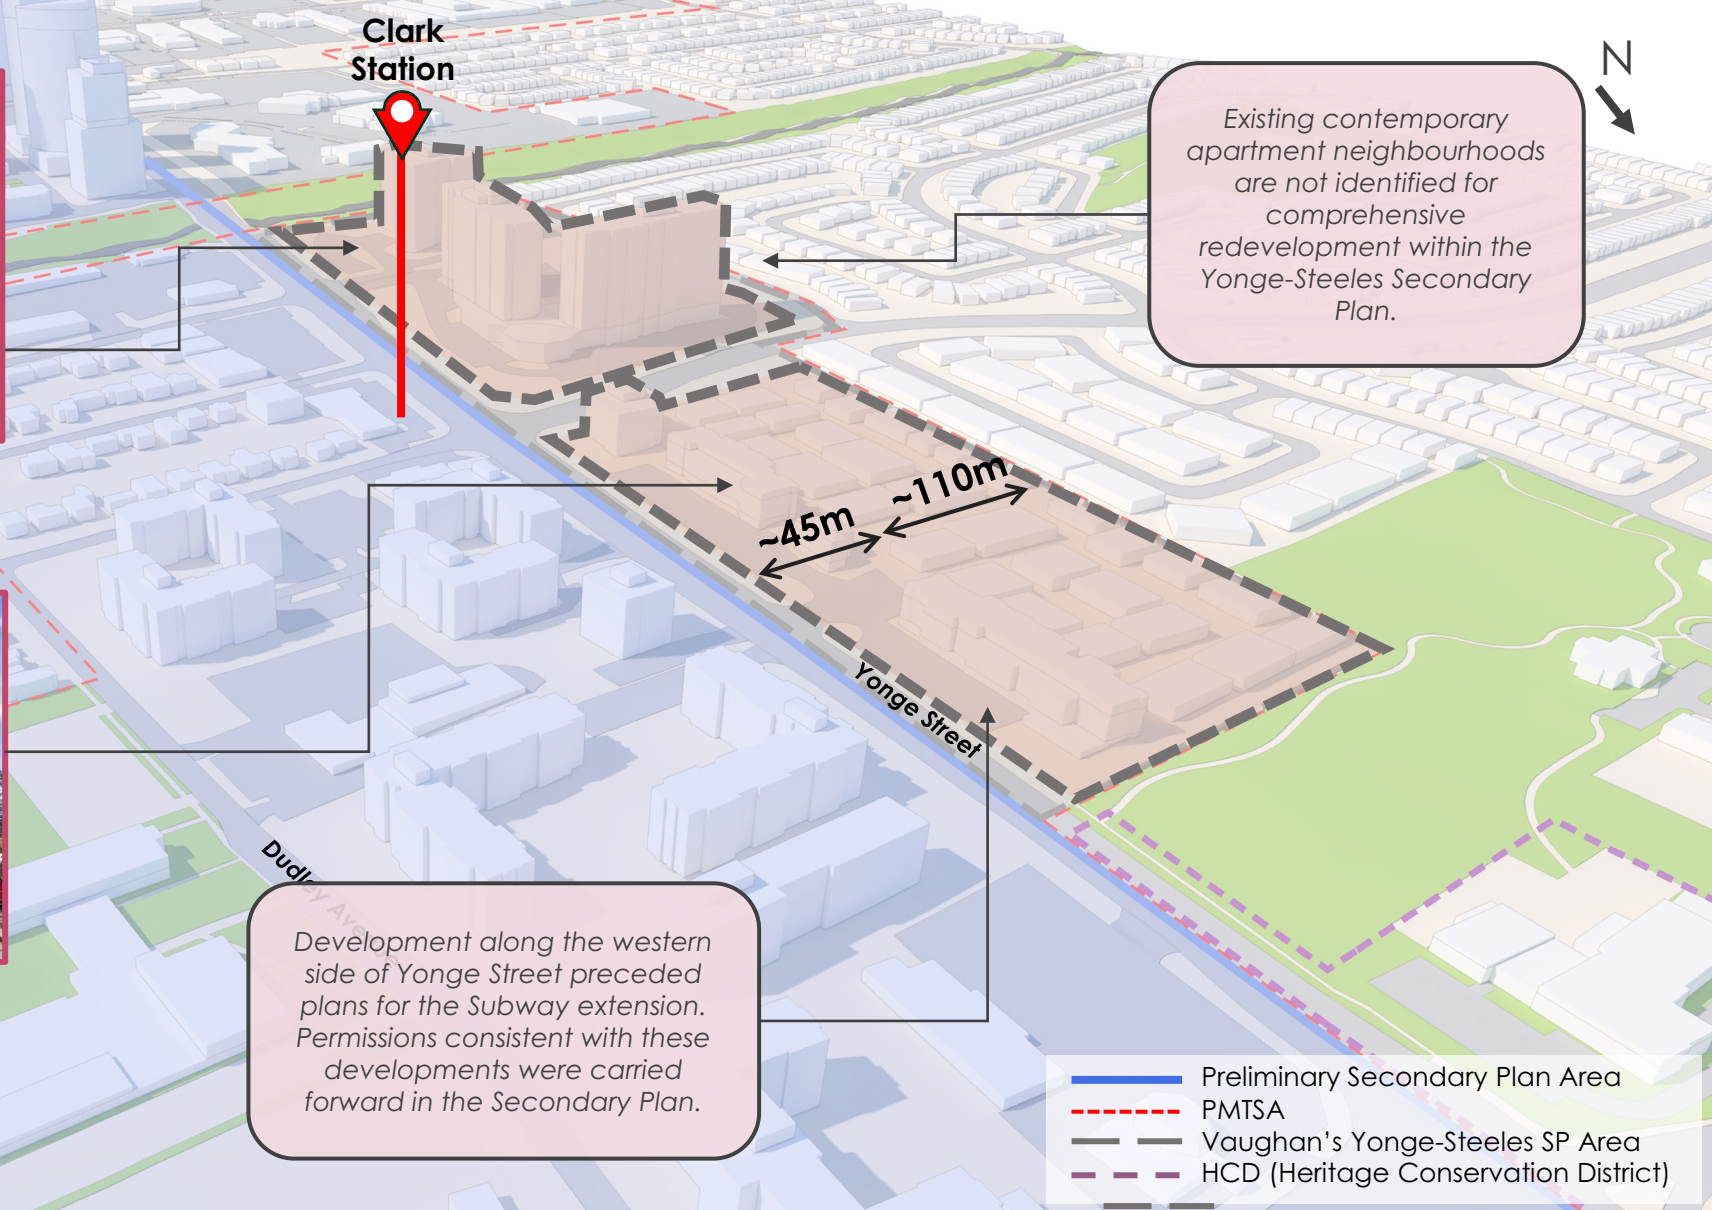 Clark
Station
N
Existing contemporary
apartment neighbourhoods
are not identified for
comprehensive
redevelopment within the
Yonge-Steeles Secondary
Plan.
~110m
~45m
Yonge Street
Dudley Avenue
Development along the western
side of Yonge Street preceded
plans for the Subway extension.
Permissions consistent with these
developments were carried
forward in the Secondary Plan.
Preliminary Secondary Plan Area
PMTSA
Vaughan's Yonge-Steeles SP Area
HCD (Heritage Conservation District)